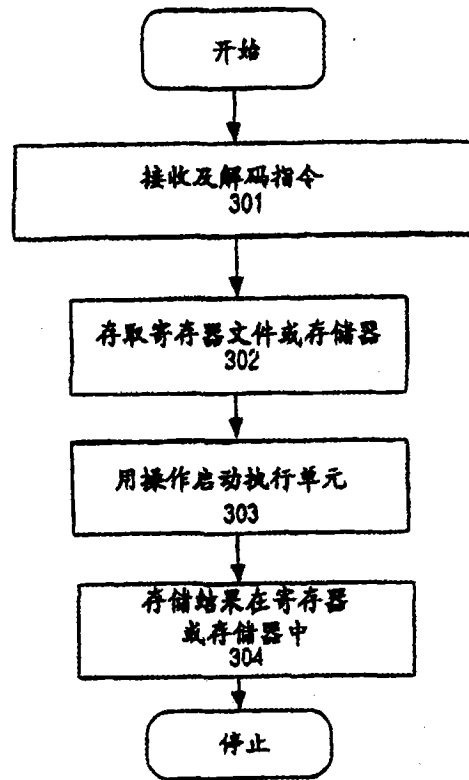 开始
接收及解码指令
301
存取寄存器文件或存储器
302
用操作启动执行单元
303
存储结果在寄存器
或存储器中
304
停止